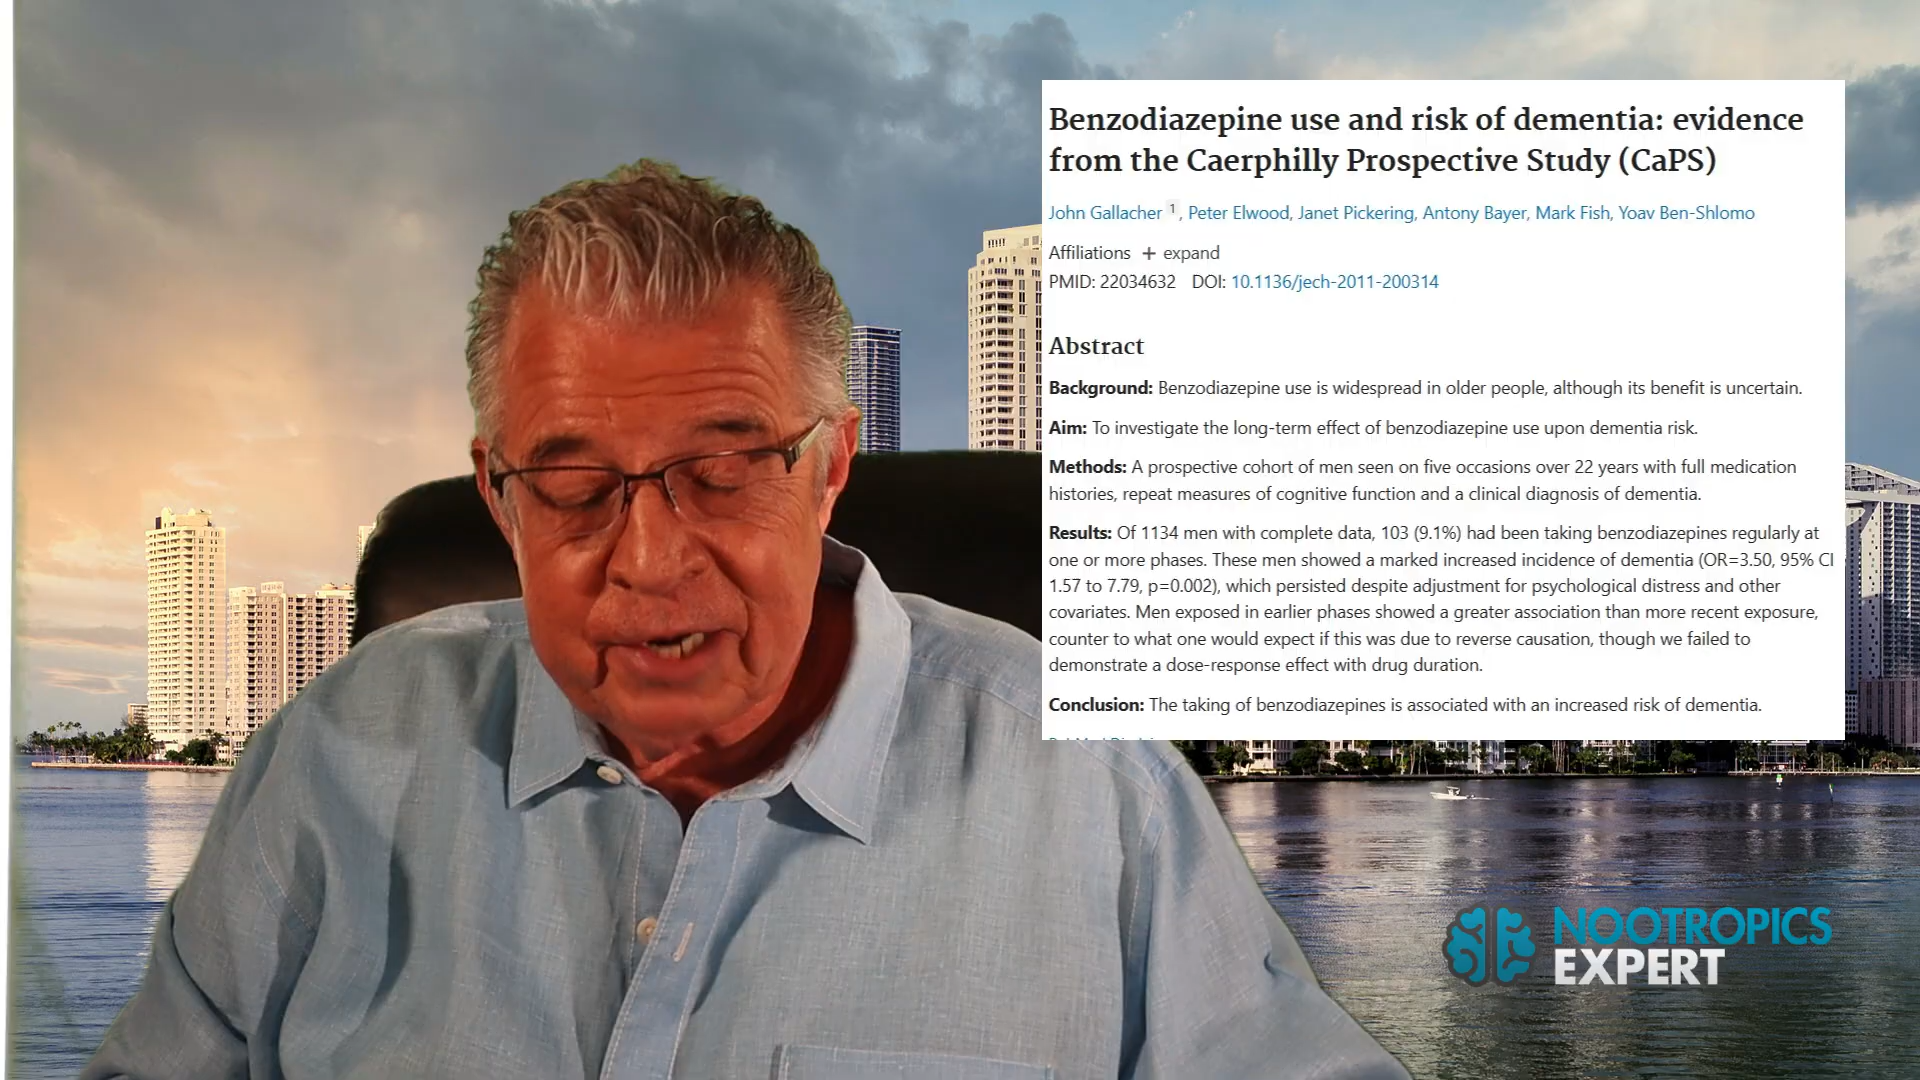 Benzodiazepine use and risk of dementia: evidence
from the Caerphilly Prospective Study (CaPS)
John Gallacher 1, Peter Elwood, Janet Pickering, Antony Bayer, Mark Fish, Yoav Ben-Shlomo
Affiliations + expand
PMID: 22034632 DOI: 10.1136/jech-2011-200314
Abstract
Background: Benzodiazepine use is widespread in older people, although its benefit is uncertain.
Aim: To investigate the long-term effect of benzodiazepine use upon dementia risk.
Methods: A prospective cohort of men seen on five occasions over 22 years with full medication
histories, repeat measures of cognitive function and a clinical diagnosis of dementia.
Results: Of 1134 men with complete data, 103 (9.1%) had been taking benzodiazepines regularly at
one or more phases. These men showed a marked increased incidence of dementia (OR=3.50, 95% CI
1.57 to 7.79, p=0.002), which persisted despite adjustment for psychological distress and other
covariates. Men exposed in earlier phases showed a greater association than more recent exposure,
counter to what one would expect if this was due to reverse causation, though we failed to
demonstrate a dose-response effect with drug duration.
Conclusion: The taking of benzodiazepines is associated with an increased risk of dementia.
NOOTROPICS
EXPERT